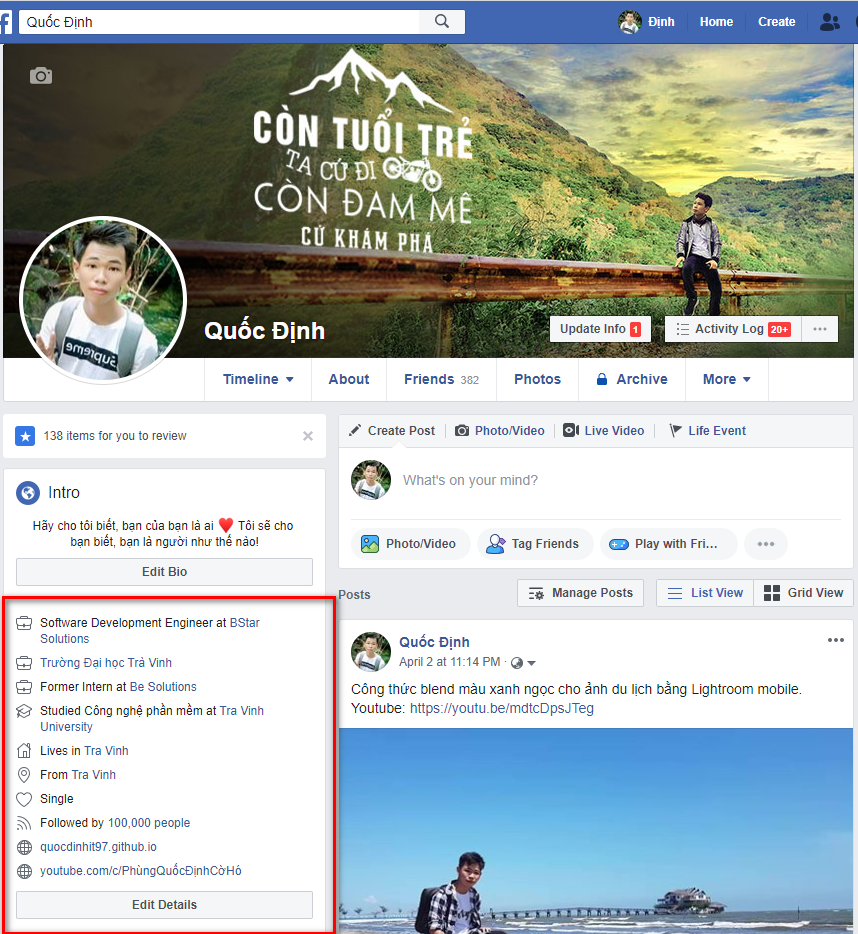 f
Quốc Định
Định
Home
Create
CÒN TUỔI TRẺ
TA CỨ ĐI
CÒN ĐAM MÊ
CỨ KHÁM PHÁ
Supreme
Quốc Định
Update Info 1
Activity Log 20+
Timeline
About
Friends 382
Photos
Archive
More
138 items for you to review
Intro
Hãy cho tôi biết, bạn của bạn là ai ❤️ Tôi sẽ cho
bạn biết, bạn là người như thế nào!
Edit Bio
Software Development Engineer at BStar
Solutions
Trường Đại học Trà Vinh
Former Intern at Be Solutions
Studied Công nghệ phần mềm at Tra Vinh
University
Lives in Tra Vinh
From Tra Vinh
Single
Followed by 100,000 people
quocdinhit97.github.io
youtube.com/c/PhùngQuốcĐịnhCờHó
Edit Details
Create Post
Photo/Video
Live Video
Life Event
What's on your mind?
Photo/Video
Tag Friends
Play with Fri...
Posts
Manage Posts
List View
Grid View
Quốc Định
April 2 at 11:14 PM ·
Công thức blend màu xanh ngọc cho ảnh du lịch bằng Lightroom mobile.
Youtube: https://youtu.be/mdtcDpsJTeg